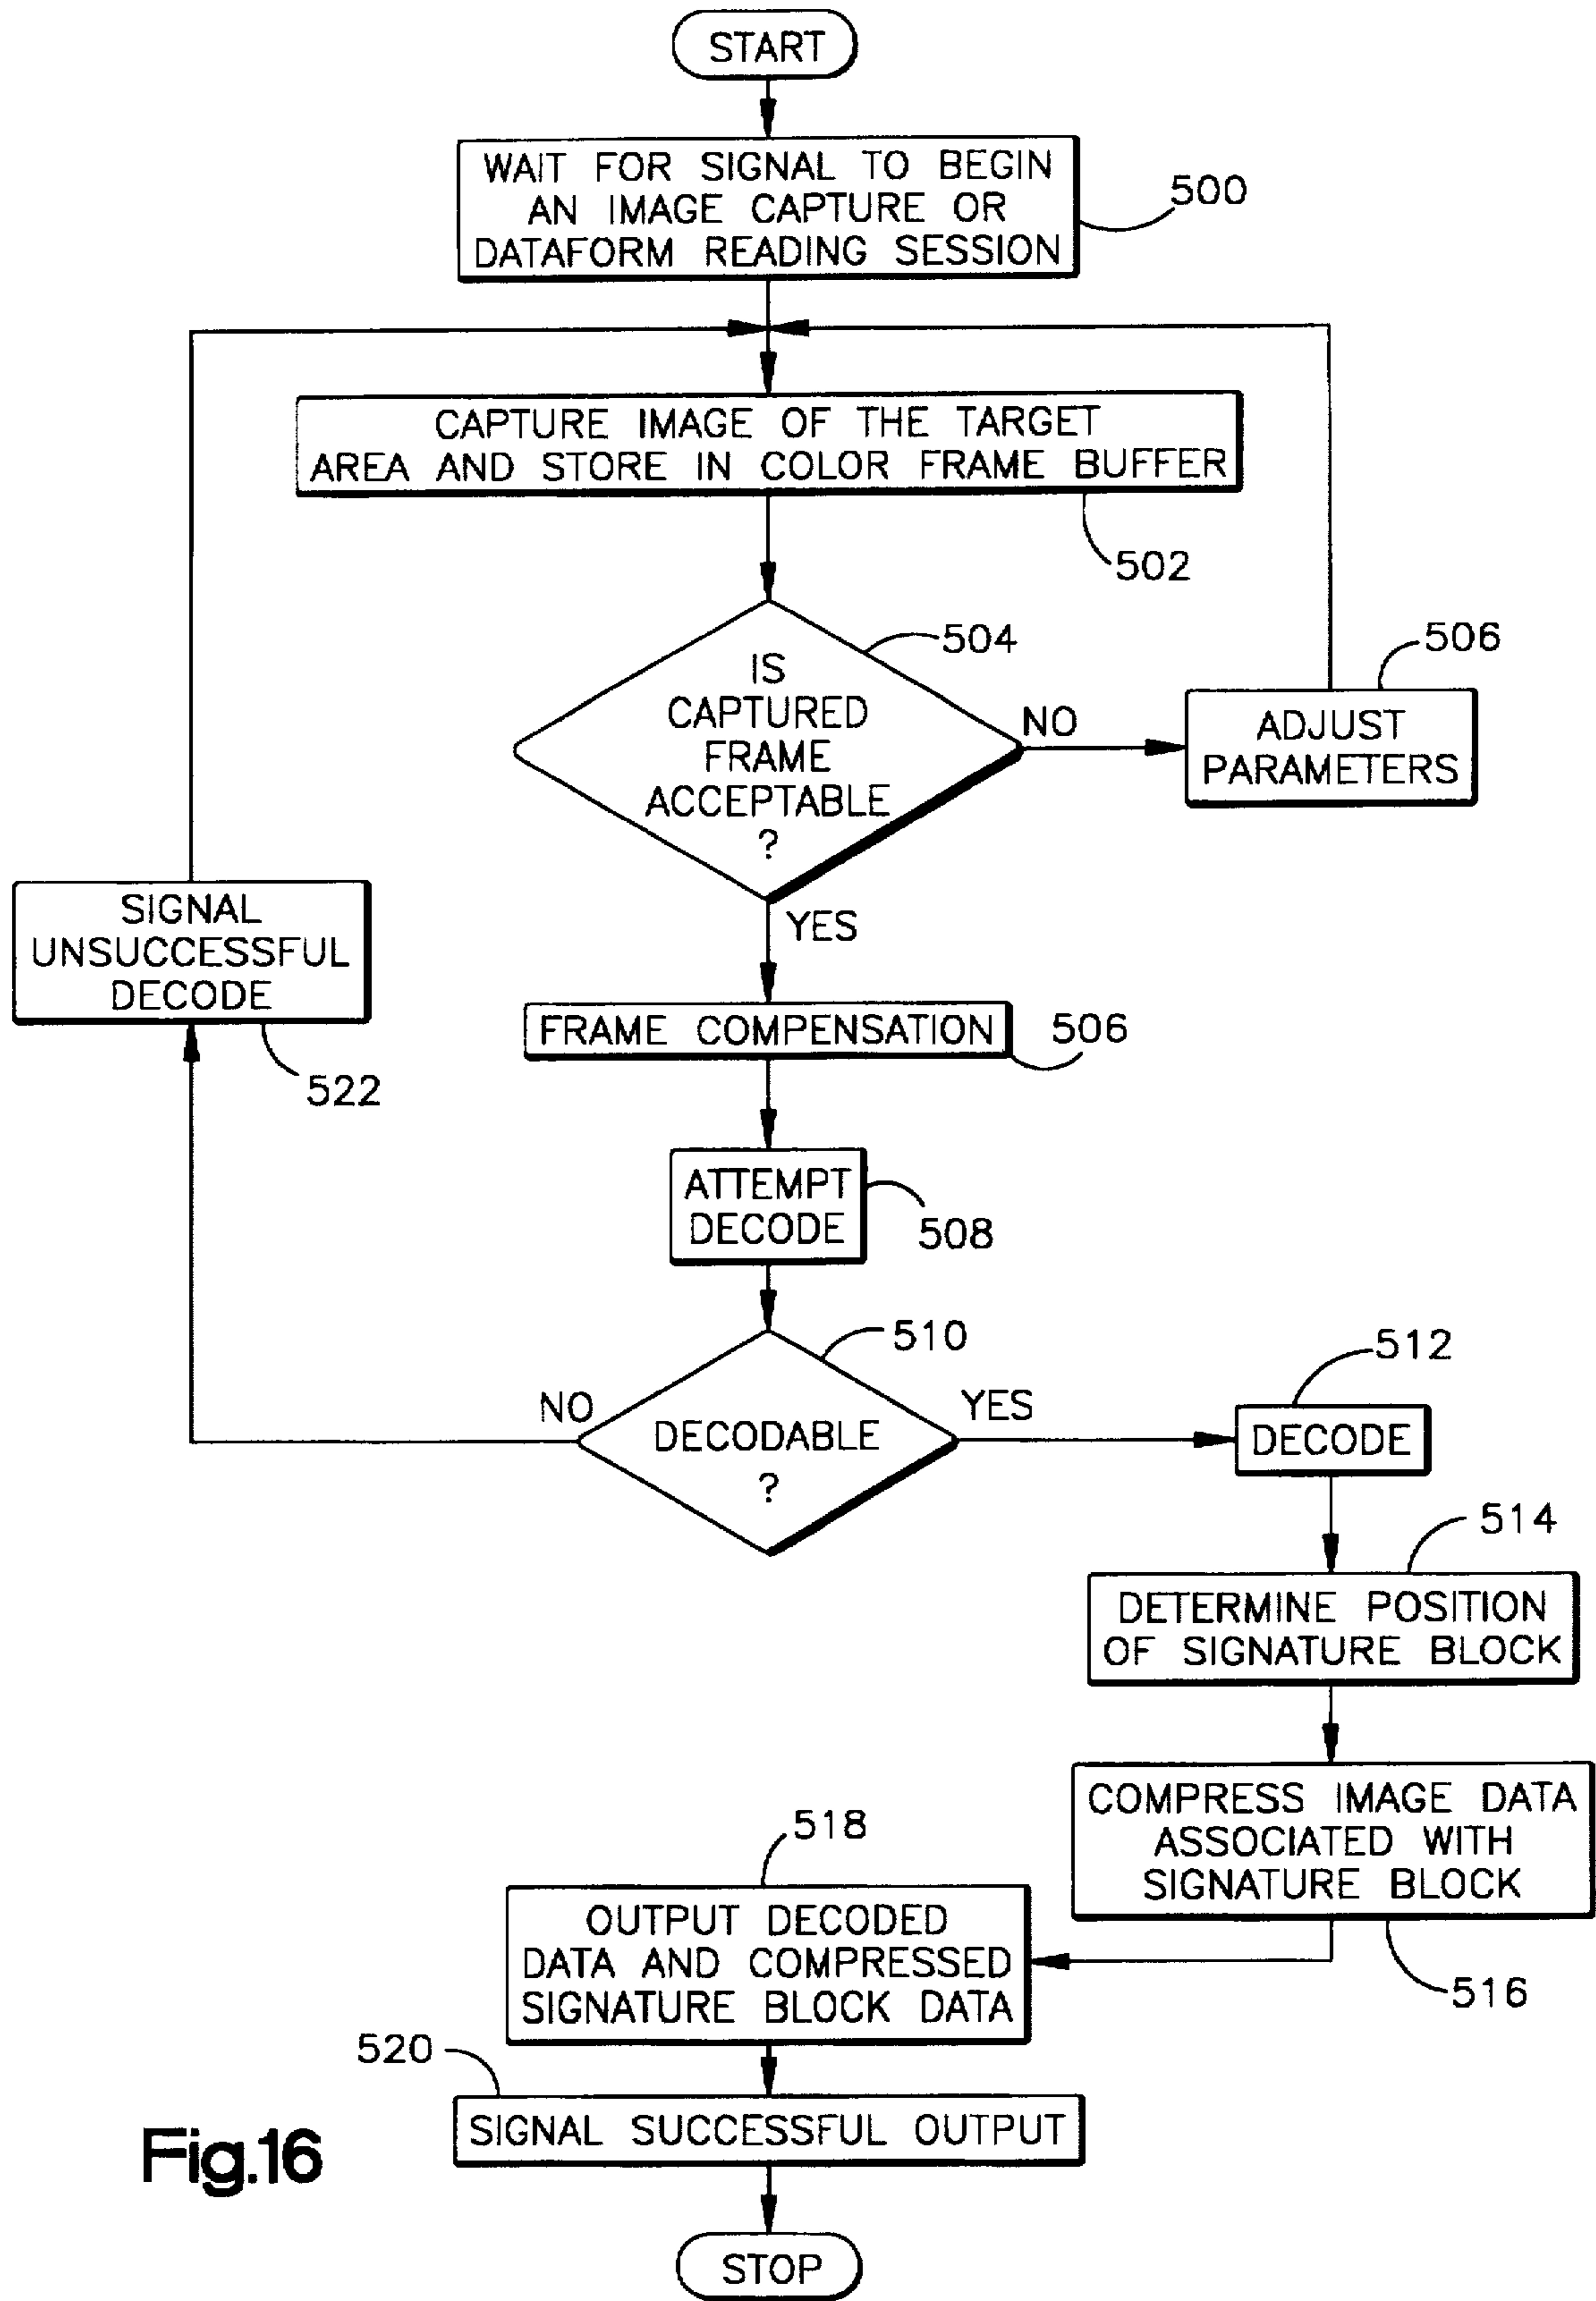 START
WAIT FOR SIGNAL TO BEGIN
AN IMAGE CAPTURE OR
DATAFORM READING SESSION
500
CAPTURE IMAGE OF THE TARGET
AREA AND STORE IN COLOR FRAME BUFFER
502
504
IS
CAPTURED
FRAME
ACCEPTABLE
?
NO
506
ADJUST
PARAMETERS
YES
SIGNAL
UNSUCCESSFUL
DECODE
522
FRAME COMPENSATION
506
ATTEMPT
DECODE
508
510
NO
DECODABLE
?
YES
512
DECODE
514
DETERMINE POSITION
OF SIGNATURE BLOCK
COMPRESS IMAGE DATA
ASSOCIATED WITH
SIGNATURE BLOCK
516
518
OUTPUT DECODED
DATA AND COMPRESSED
SIGNATURE BLOCK DATA
520
SIGNAL SUCCESSFUL OUTPUT
STOP
Fig.16